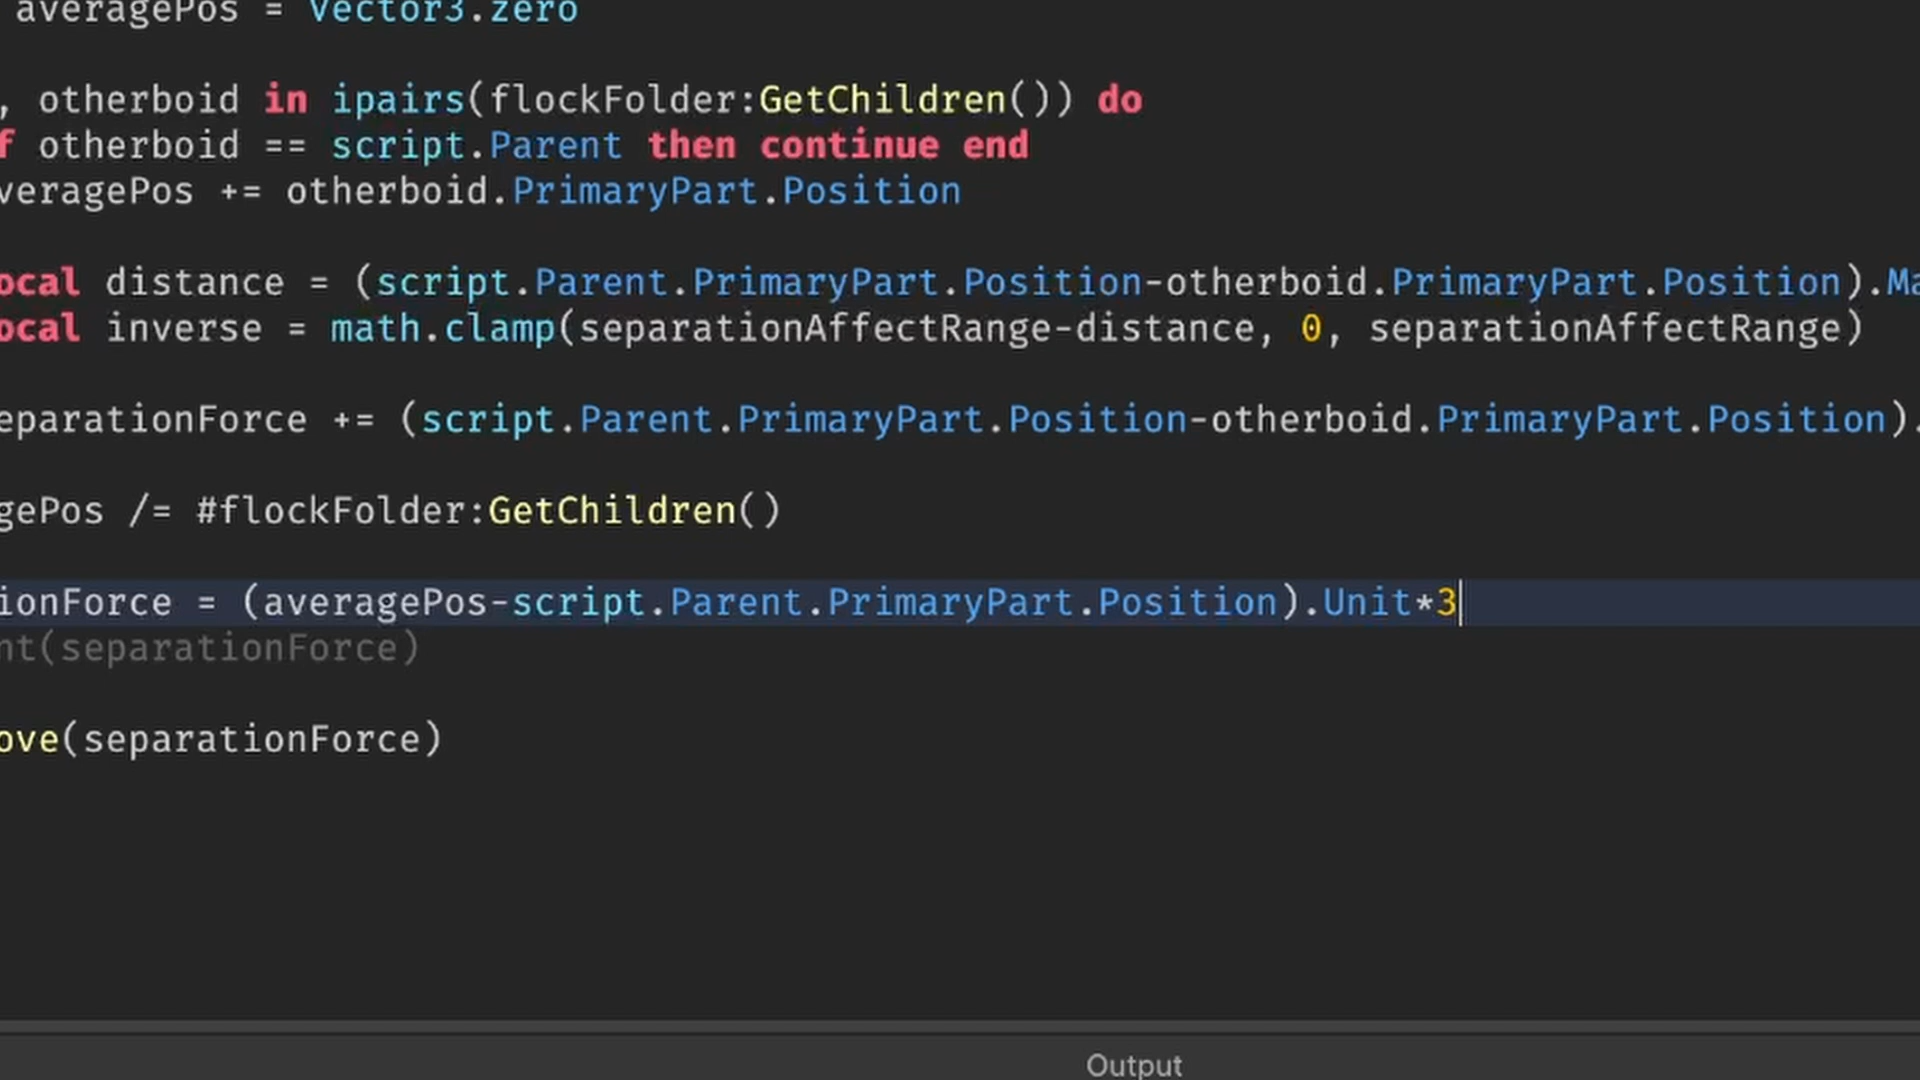 averagePos = Vector3.zero
, otherboid in ipairs(flockFolder:GetChildren()) do
f otherboid == script.Parent then continue end
veragePos += otherboid.PrimaryPart.Position
ocal distance = (script.Parent.PrimaryPart.Position-otherboid.PrimaryPart.Position).Ma
ocal inverse = math.clamp(separationAffectRange-distance, 0, separationAffectRange)
eparationForce += (script.Parent.PrimaryPart.Position-otherboid.PrimaryPart.Position).
gePos /= #flockFolder:GetChildren()
ionForce = (averagePos-script.Parent.PrimaryPart.Position).Unit*3
nt(separationForce)
ove(separationForce)
Output